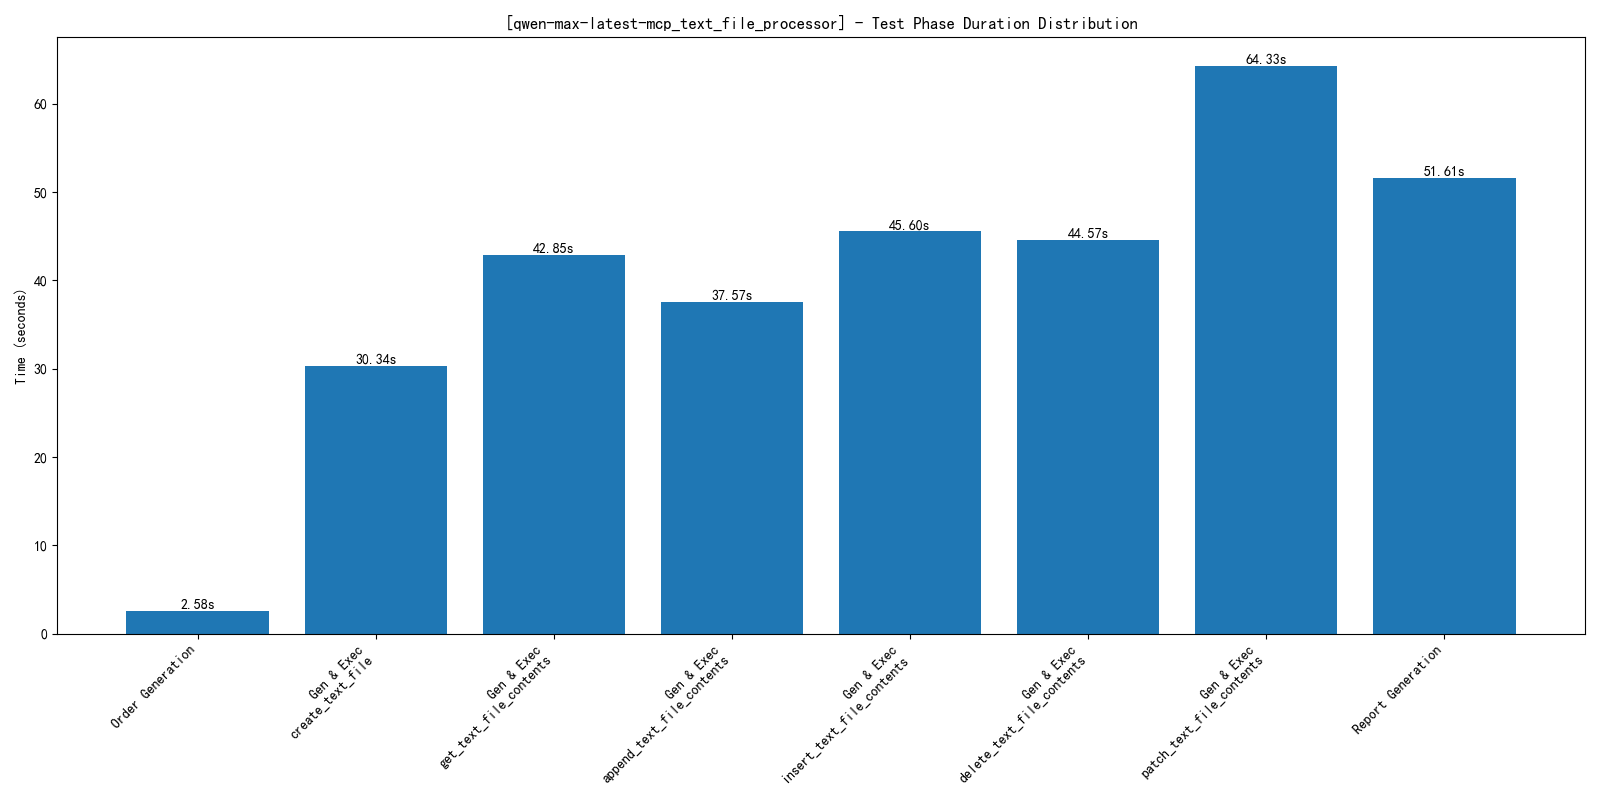 [qwen-max-latest-mcp_text_file_processor] - Test Phase Duration Distribution
Time (seconds)
60
50
40
30
20
10
0
2.58s
30.34s
42.85s
37.57s
45.60s
44.57s
64.33s
51.61s
Order Generation
Gen & Exec
create_text_file
Gen & Exec
get_text_file_contents
Gen & Exec
append_text_file_contents
Gen & Exec
insert_text_file_contents
Gen & Exec
delete_text_file_contents
Gen & Exec
patch_text_file_contents
Report Generation